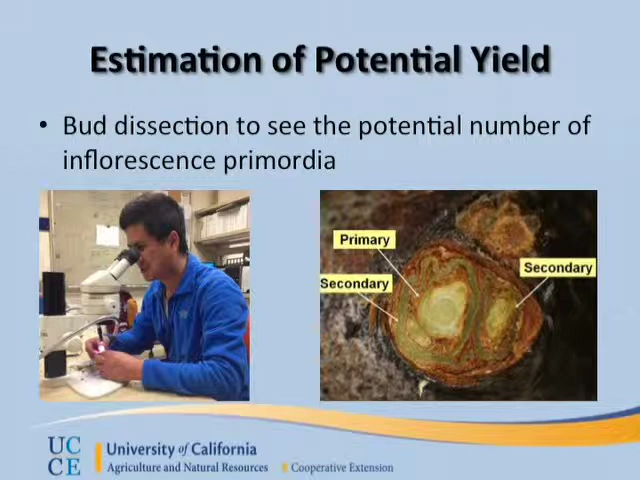 Estimation of Potential Yield
• Bud dissection to see the potential number of
inflorescence primordia
Primary
Secondary
Secondary
UC
CE
University of California
Agriculture and Natural Resources
Cooperative Extension